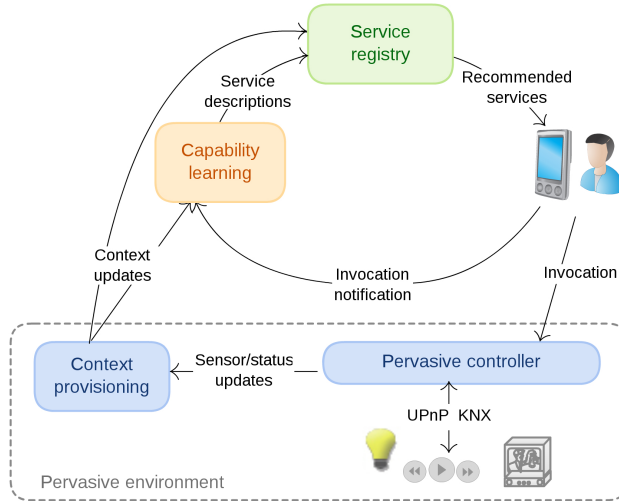 Service
registry
Service
descriptions
Recommended
services
Capability
learning
Context
updates
Invocation
notification
Invocation
Context
provisioning
Sensor/status
updates
Pervasive controller
UPnP KNX
Pervasive environment